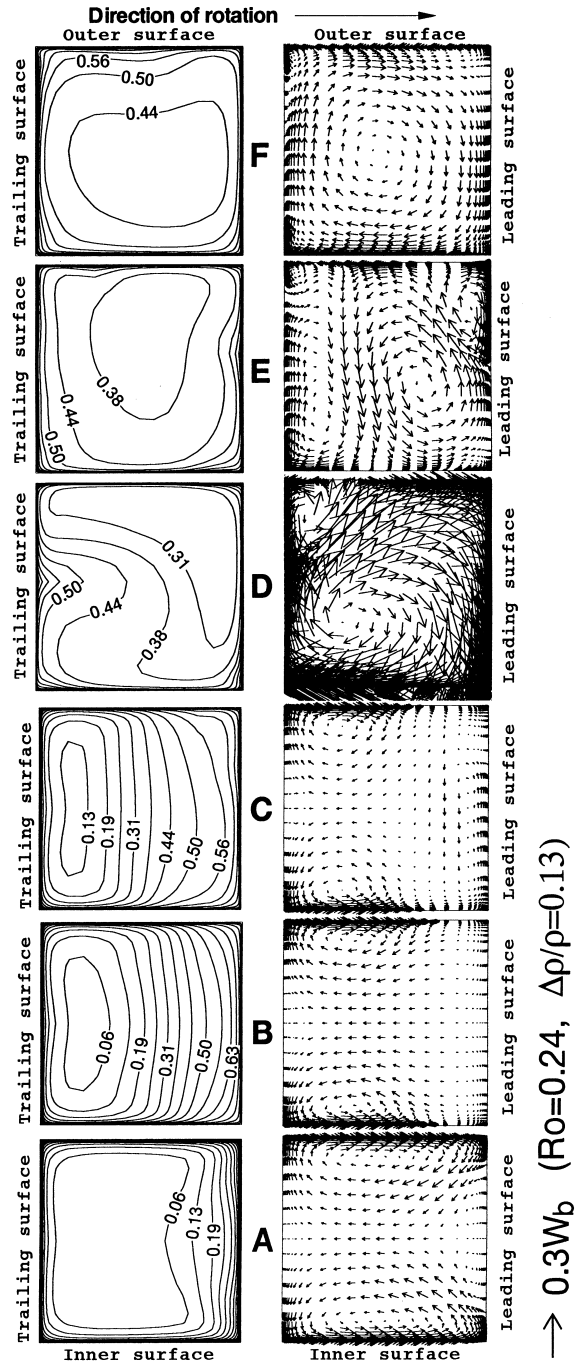 Direction of rotation
Outer surface
Outer surface
Trailing surface
0.56
0.50
0.44
F
Leading surface
Trailing surface
0.38
0.44
0.50
E
Leading surface
Trailing surface
0.31
0.50
0.44
0.38
D
Leading surface
Trailing surface
0.13
0.19
0.31
0.44
0.50
0.56
C
Leading surface
Trailing surface
0.06
0.19
0.31
0.50
0.63
B
Leading surface
Trailing surface
0.06
0.13
0.19
A
Leading surface
Inner surface
Inner surface
→ 0.3Wb (Ro=0.24, Δρ/ρ=0.13)